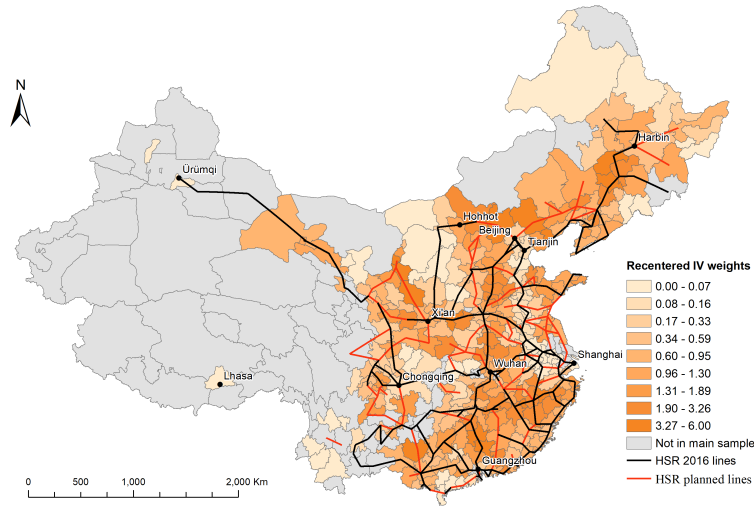 N
Harbin
Ürümqi
Hohhot
Beijing
Tianjin
Xi'an
Lhasa
Chongqing
Wuhan
Shanghai
Guangzhou
Recentered IV weights
0.00 - 0.07
0.08 - 0.16
0.17 - 0.33
0.34 - 0.59
0.60 - 0.95
0.96 - 1.30
1.31 - 1.89
1.90 - 3.26
3.27 - 6.00
Not in main sample
HSR 2016 lines
HSR planned lines
0 500 1,000 2,000 Km